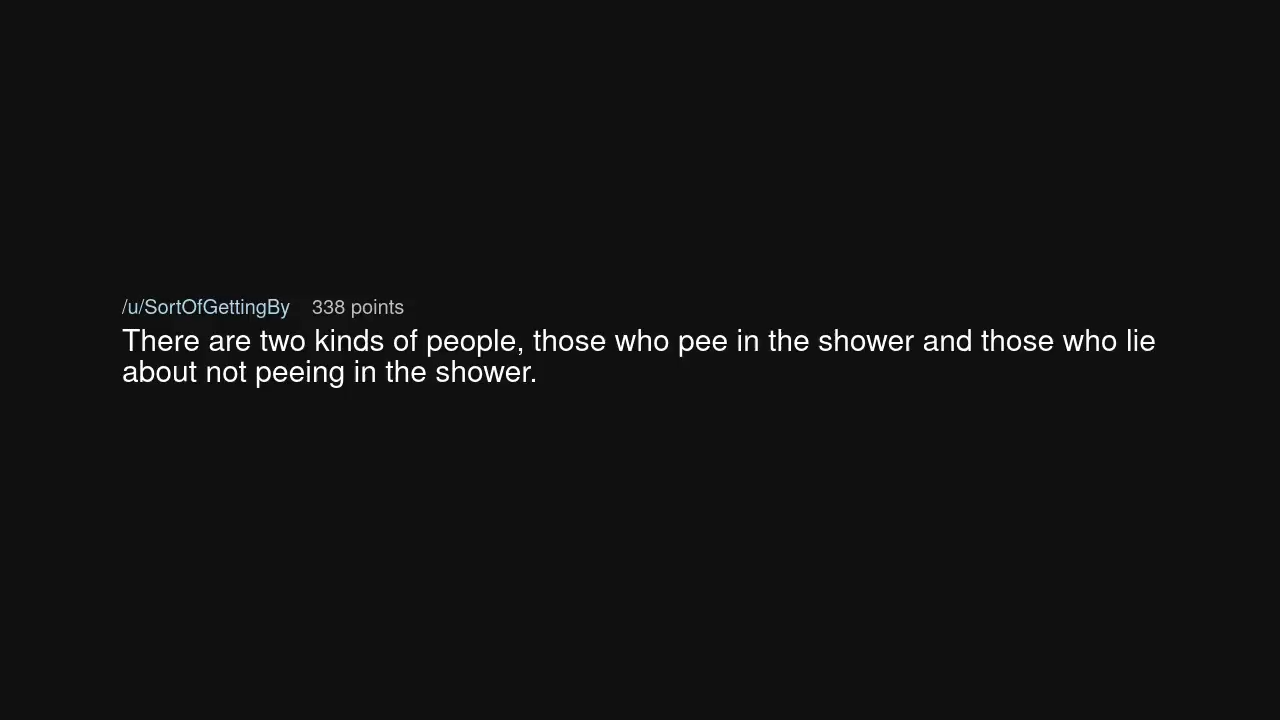 /u/SortOfGettingBy 338 points
There are two kinds of people, those who pee in the shower and those who lie
about not peeing in the shower.